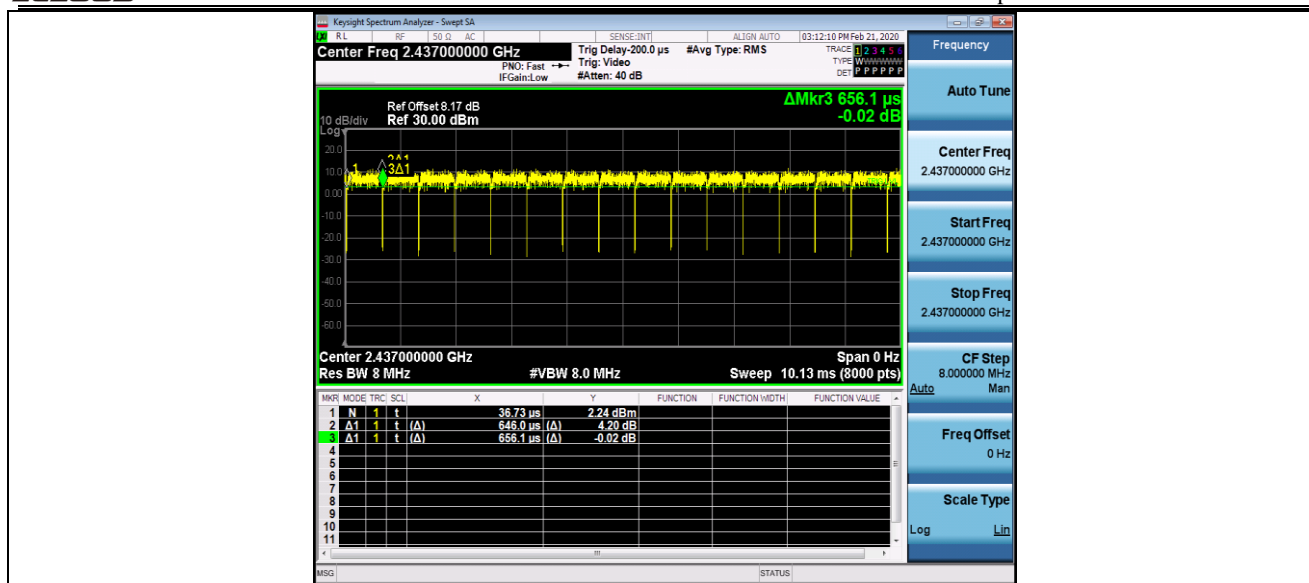 Keysight Spectrum Analyzer - Swept SA
RL RF 50 Ω AC SENSE:INT ALIGN AUTO 03:12:10 PM Feb 21, 2020
Center Freq 2.437000000 GHz
PNO: Fast
IFGain:Low
Trig Delay-200.0 µs
Trig: Video
#Atten: 40 dB
#Avg Type: RMS
TRACE 1 2 3 4 5 6
TYPE W
DET P P P P P P
Frequency
Auto Tune
ΔMkr3 656.1 µs
-0.02 dB
Ref Offset 8.17 dB
10 dB/div Ref 30.00 dBm
Log
20.0
10.0
0.00
-10.0
-20.0
-30.0
-40.0
-50.0
-60.0
1
3Δ1
Center 2.437000000 GHz Span 0 Hz
Res BW 8 MHz #VBW 8.0 MHz Sweep 10.13 ms (8000 pts)
MKR MODE TRC SCL X Y FUNCTION FUNCTION WIDTH FUNCTION VALUE
1 N 1 t 36.73 µs 2.24 dBm
2 Δ1 1 t (Δ) 646.0 µs (Δ) 4.20 dB
3 Δ1 1 t (Δ) 656.1 µs (Δ) -0.02 dB
4
5
6
7
8
9
10
11
Center Freq
2.437000000 GHz
Start Freq
2.437000000 GHz
Stop Freq
2.437000000 GHz
CF Step
8.000000 MHz
Auto Man
Freq Offset
0 Hz
Scale Type
Log Lin
MSG STATUS